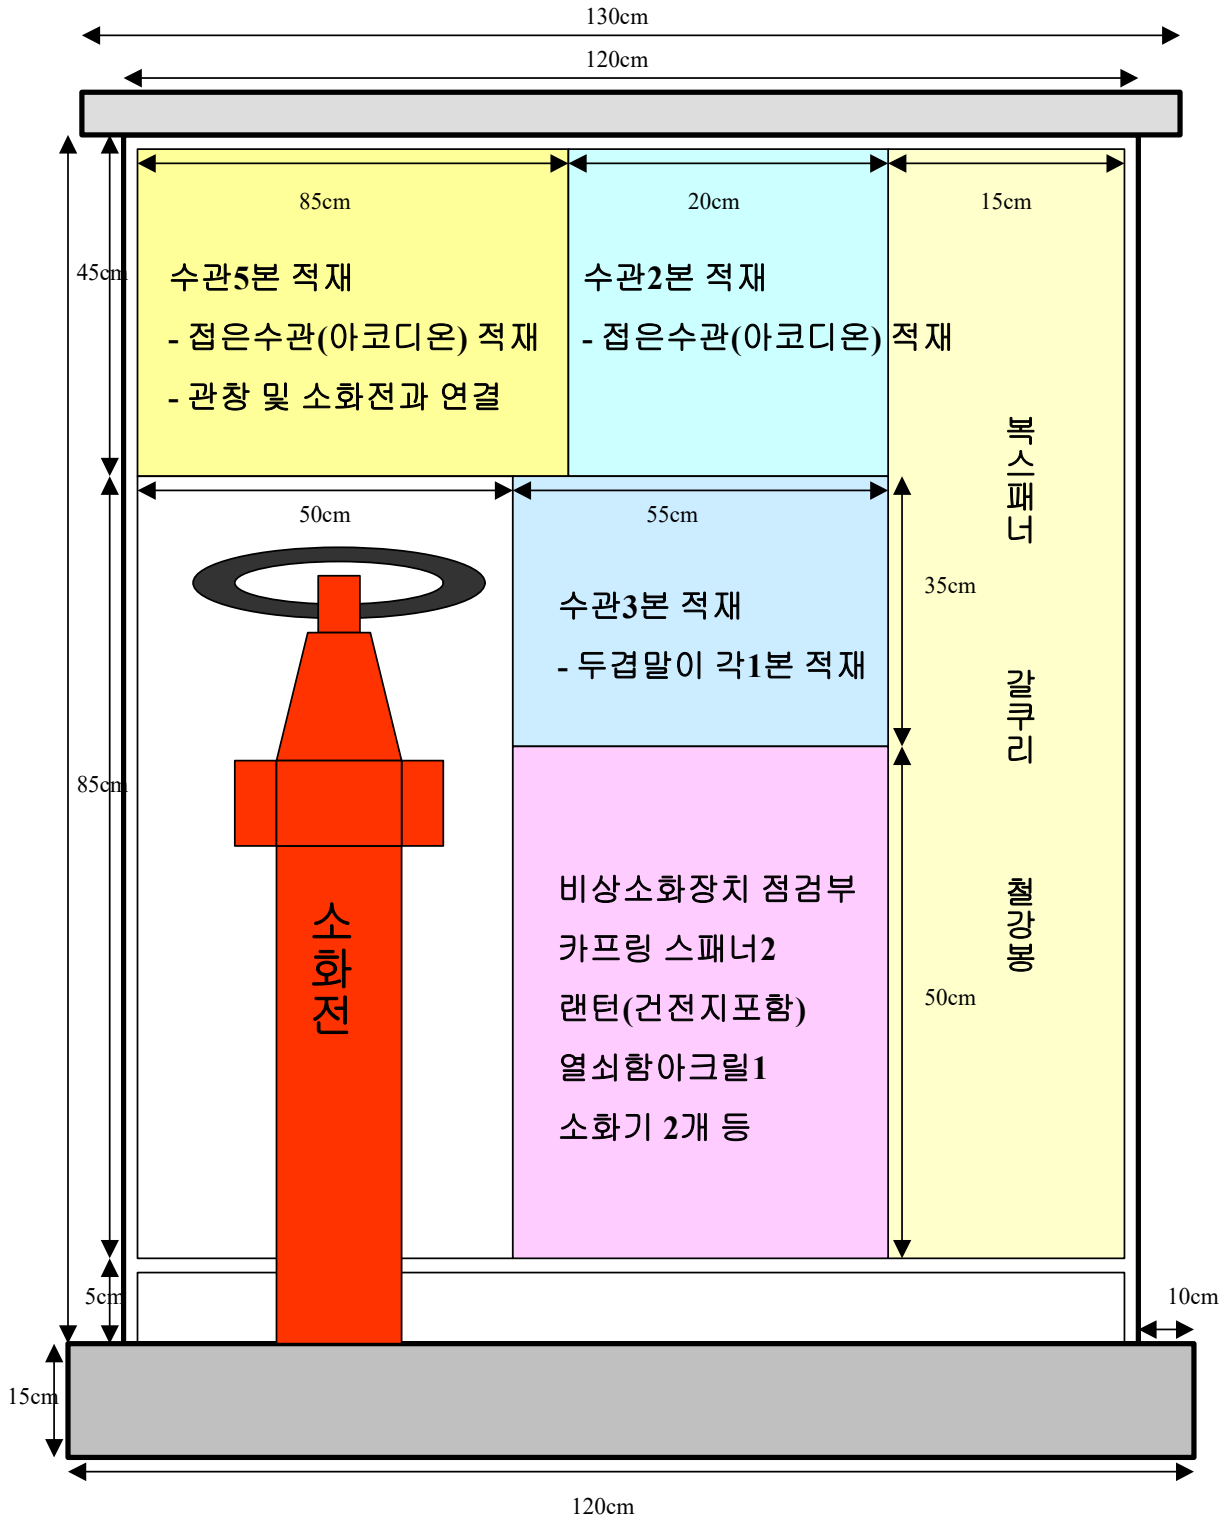 130cm
120cm
85cm
20cm
15cm
45cm
수관5본 적재
- 접은수관(아코디온) 적재
- 관창 및 소화전과 연결
수관2본 적재
- 접은수관(아코디온) 적재
복스패너
갈쿠리
철강봉
50cm
55cm
35cm
수관3본 적재
- 두겹말이 각1본 적재
85cm
소화전
비상소화장치 점검부
카프링 스패너2
랜턴(건전지포함)
열쇠함아크릴1
소화기 2개 등
50cm
5cm
10cm
15cm
120cm